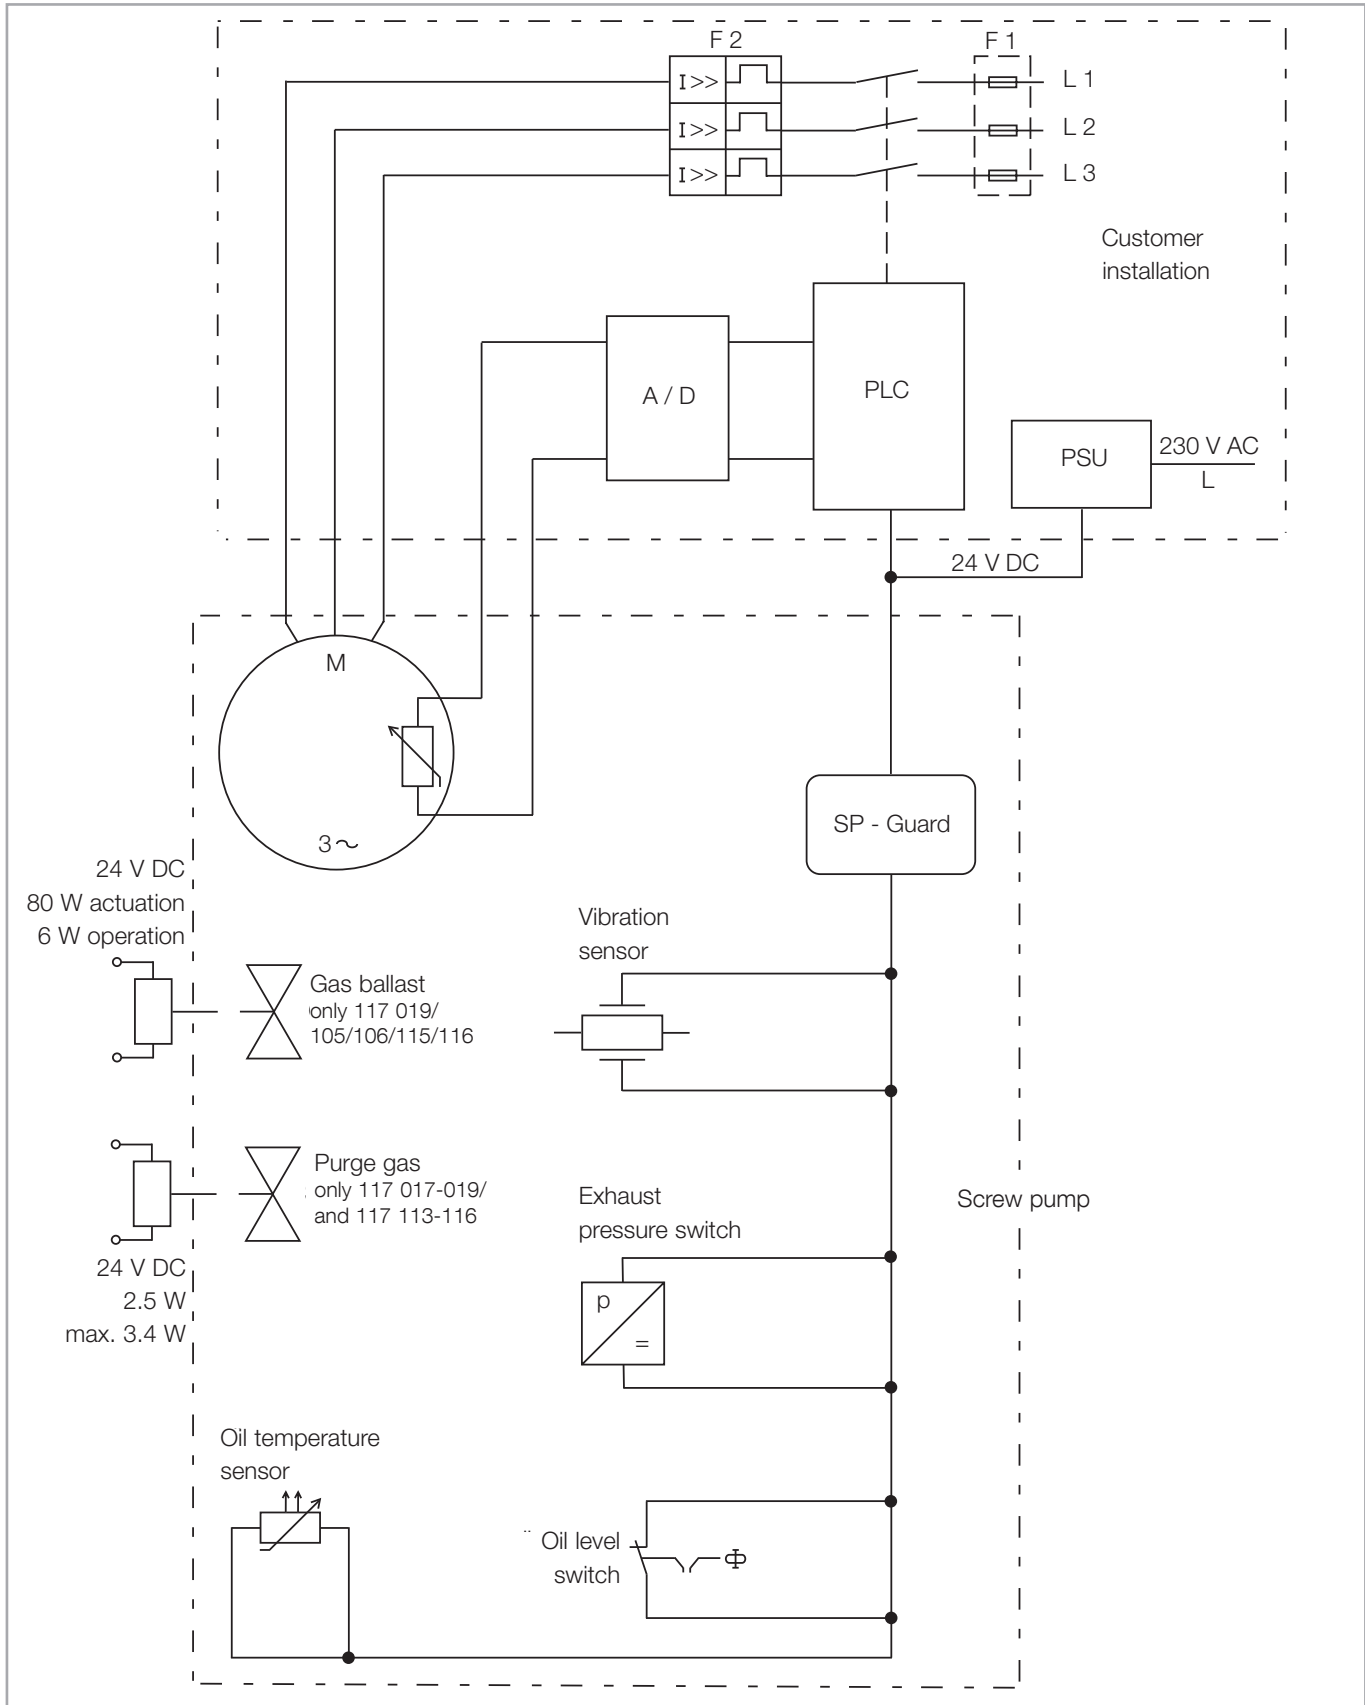 F 2
F 1
I >>
L 1
I >>
L 2
I >>
L 3
Customer
installation
A / D
PLC
PSU
230 V AC
L
24 V DC
M
3~
SP - Guard
24 V DC
80 W actuation
6 W operation
Gas ballast
only 117 019/
105/106/115/116
Vibration
sensor
Purge gas
only 117 017-019/
and 117 113-116
24 V DC
2.5 W
max. 3.4 W
Exhaust
pressure switch
p
=
Screw pump
Oil temperature
sensor
Oil level
switch